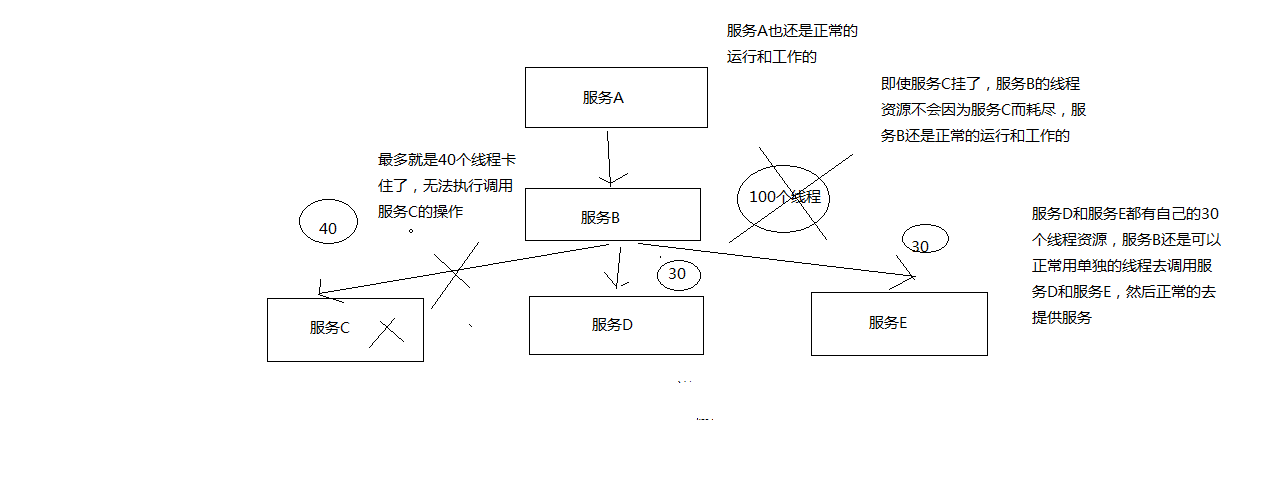 服务A也还是正常的
运行和工作的
服务A
即使服务C挂了，服务B的线程
资源不会因为服务C而耗尽，服
务B还是正常的运行和工作的
最多就是40个线程卡
住了，无法执行调用
服务C的操作
100个线程
服务B
40
30
30
服务D和服务E都有自己的30
个线程资源，服务B还是可以
正常用单独的线程去调用服
务D和服务E，然后正常的去
提供服务
服务C
服务D
服务E